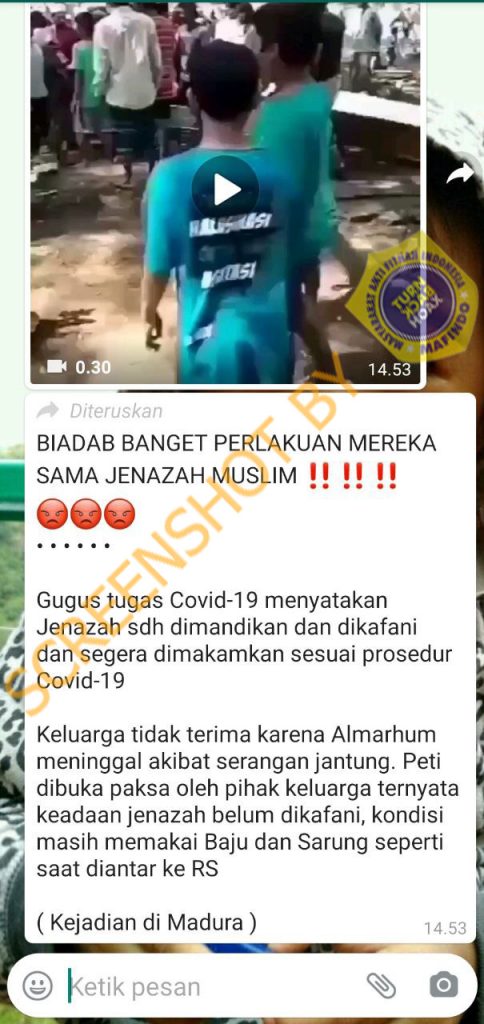 HALUSINASI
0.30
14.53
MASYARAKAT ANTI FITNAH INDONESIA
TURN BACK HOAX
MAFINDO
Diteruskan
BIADAB BANGET PERLAKUAN MEREKA
SAMA JENAZAH MUSLIM ‼️ ‼️ ‼️
😡😡😡
• • • • • •
Gugus tugas Covid-19 menyatakan
Jenazah sdh dimandikan dan dikafani
dan segera dimakamkan sesuai prosedur
Covid-19
Keluarga tidak terima karena Almarhum
meninggal akibat serangan jantung. Peti
dibuka paksa oleh pihak keluarga ternyata
keadaan jenazah belum dikafani, kondisi
masih memakai Baju dan Sarung seperti
saat diantar ke RS
( Kejadian di Madura )
14.53
SCREENSHOT BY
Ketik pesan